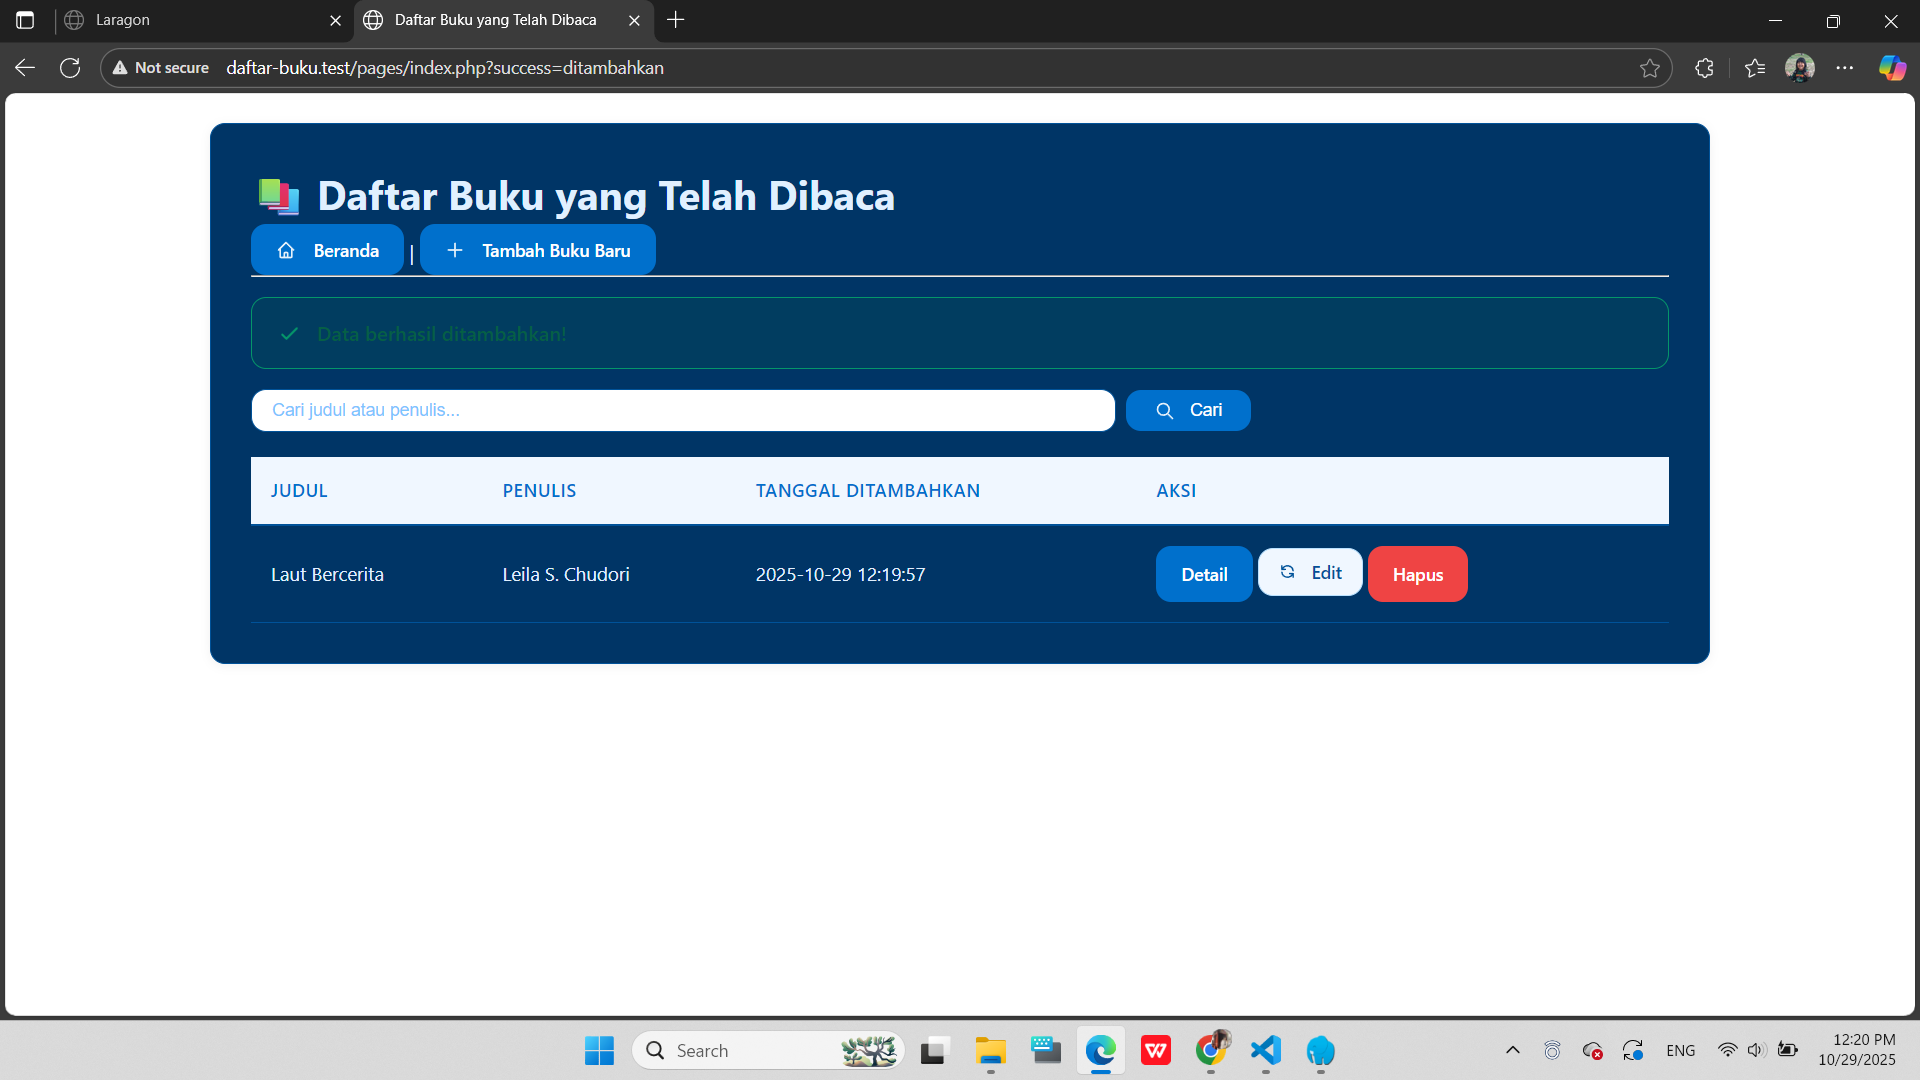 Laragon
Daftar Buku yang Telah Dibaca
Not secure
daftar-buku.test/pages/index.php?success=ditambahkan
Daftar Buku yang Telah Dibaca
Beranda | Tambah Buku Baru
Data berhasil ditambahkan!
Cari judul atau penulis...
Cari
JUDUL PENULIS TANGGAL DITAMBAHKAN AKSI
Laut Bercerita Leila S. Chudori 2025-10-29 12:19:57 Detail Edit Hapus
Search
ENG
12:20 PM
10/29/2025